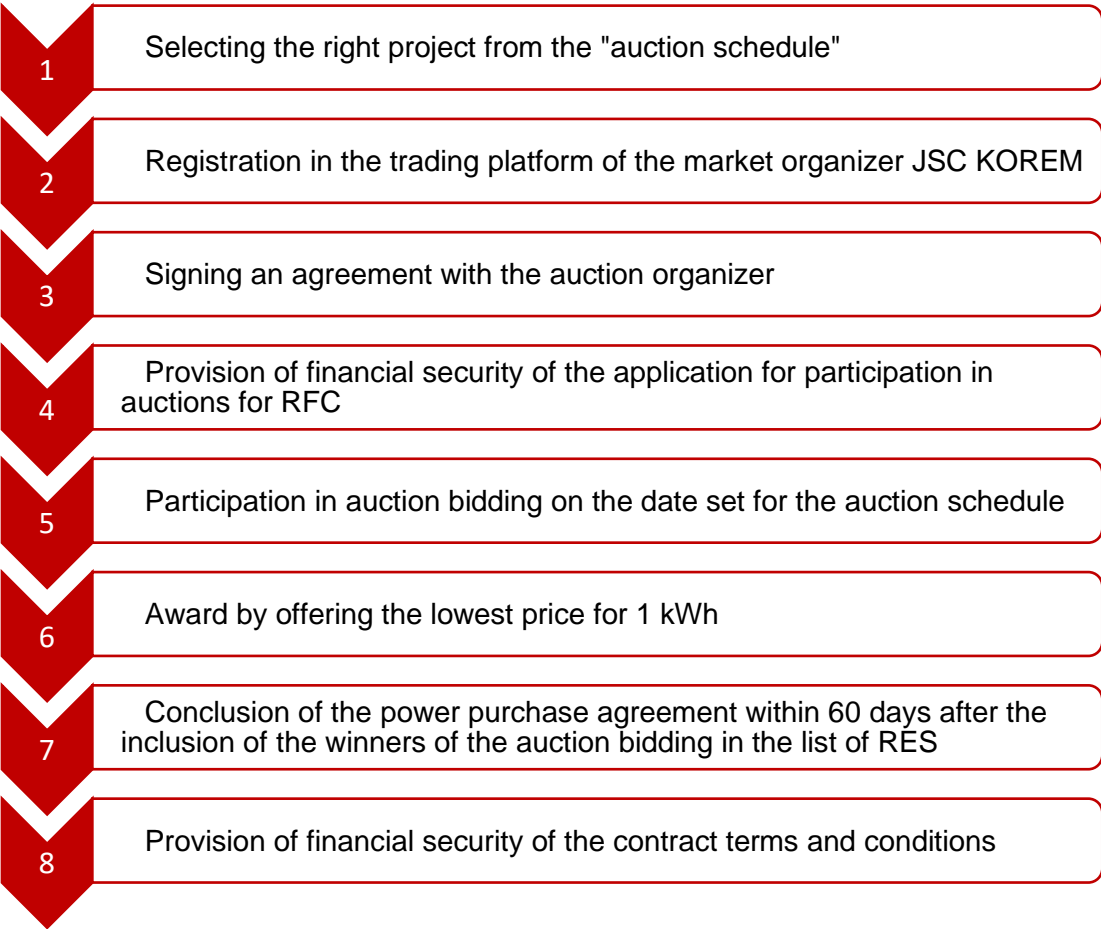 1
Selecting the right project from the "auction schedule"
2
Registration in the trading platform of the market organizer JSC KOREM
3
Signing an agreement with the auction organizer
4
Provision of financial security of the application for participation in
auctions for RFC
5
Participation in auction bidding on the date set for the auction schedule
6
Award by offering the lowest price for 1 kWh
7
Conclusion of the power purchase agreement within 60 days after the
inclusion of the winners of the auction bidding in the list of RES
8
Provision of financial security of the contract terms and conditions